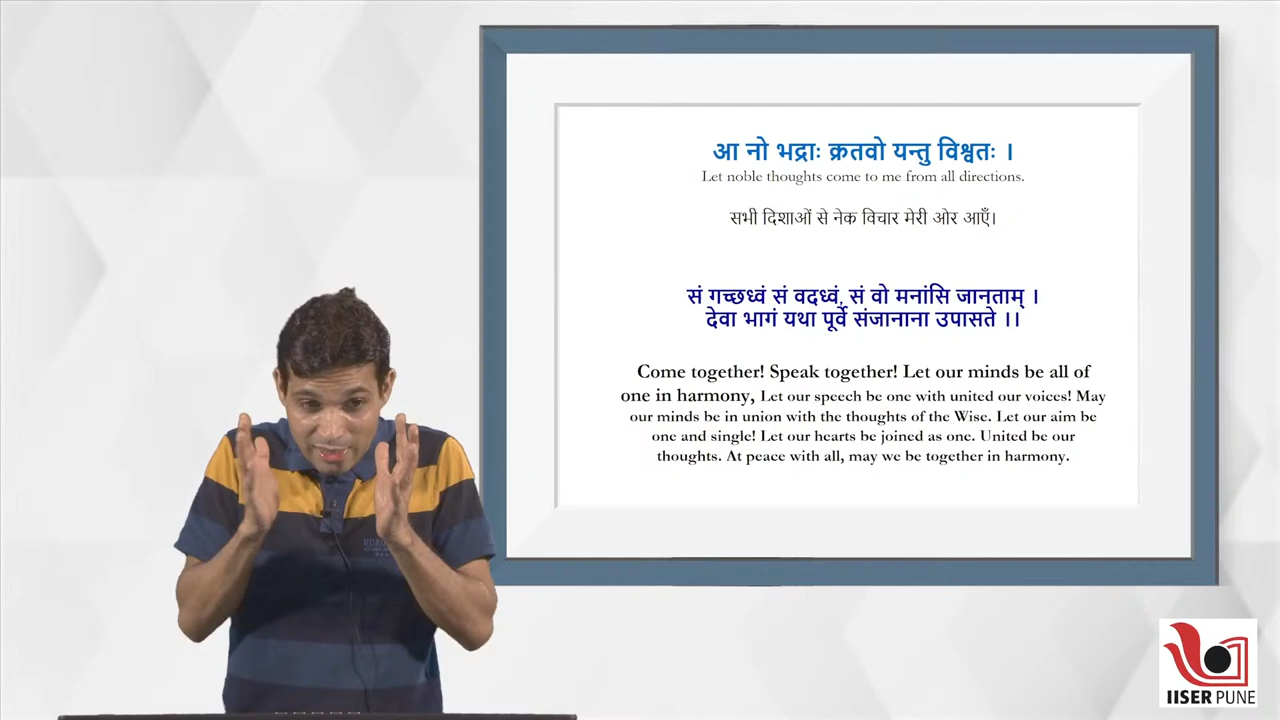 आ नो भद्राः क्रतवो यन्तु विश्वतः ।
Let noble thoughts come to me from all directions.
सभी दिशाओं से नेक विचार मेरी ओर आएँ।
सं गच्छध्वं सं वदध्वं, सं वो मनांसि जानताम् ।
देवा भागं यथा पूर्वे संजानाना उपासते ।।
Come together! Speak together! Let our minds be all of
one in harmony, Let our speech be one with united our voices! May
our minds be in union with the thoughts of the Wise. Let our aim be
one and single! Let our hearts be joined as one. United be our
thoughts. At peace with all, may we be together in harmony.
IISER PUNE